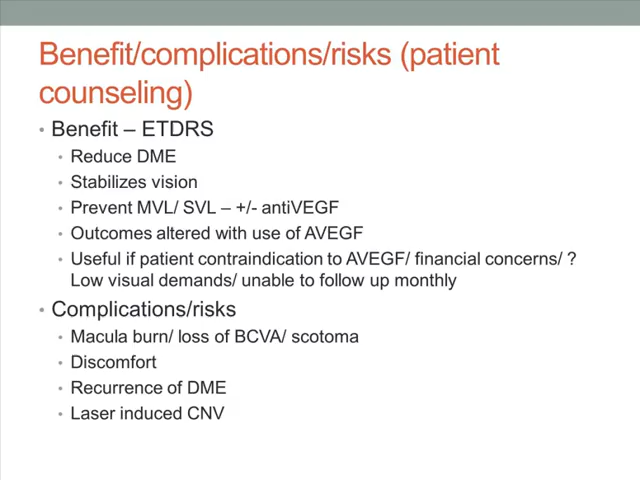 Benefit/complications/risks (patient
counseling)
• Benefit – ETDRS
• Reduce DME
• Stabilizes vision
• Prevent MVL/ SVL – +/- antiVEGF
• Outcomes altered with use of AVEGF
• Useful if patient contraindication to AVEGF/ financial concerns/ ?
Low visual demands/ unable to follow up monthly
• Complications/risks
• Macula burn/ loss of BCVA/ scotoma
• Discomfort
• Recurrence of DME
• Laser induced CNV